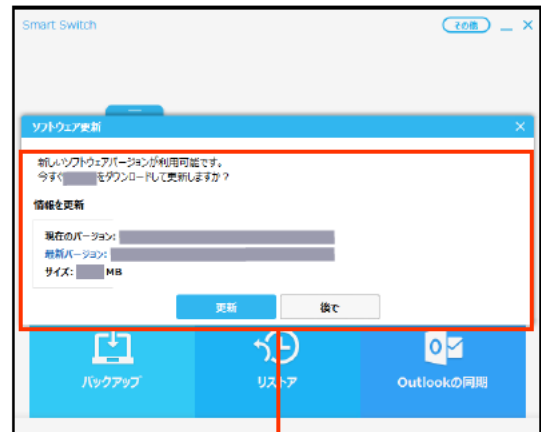 Smart Switch
その他
ソフトウェア更新
新しいソフトウェアバージョンが利用可能です。
今すぐ をダウンロードして更新しますか？
情報を更新
現在のバージョン:
最新バージョン:
サイズ: MB
更新 後で
バックアップ リストア Outlookの同期